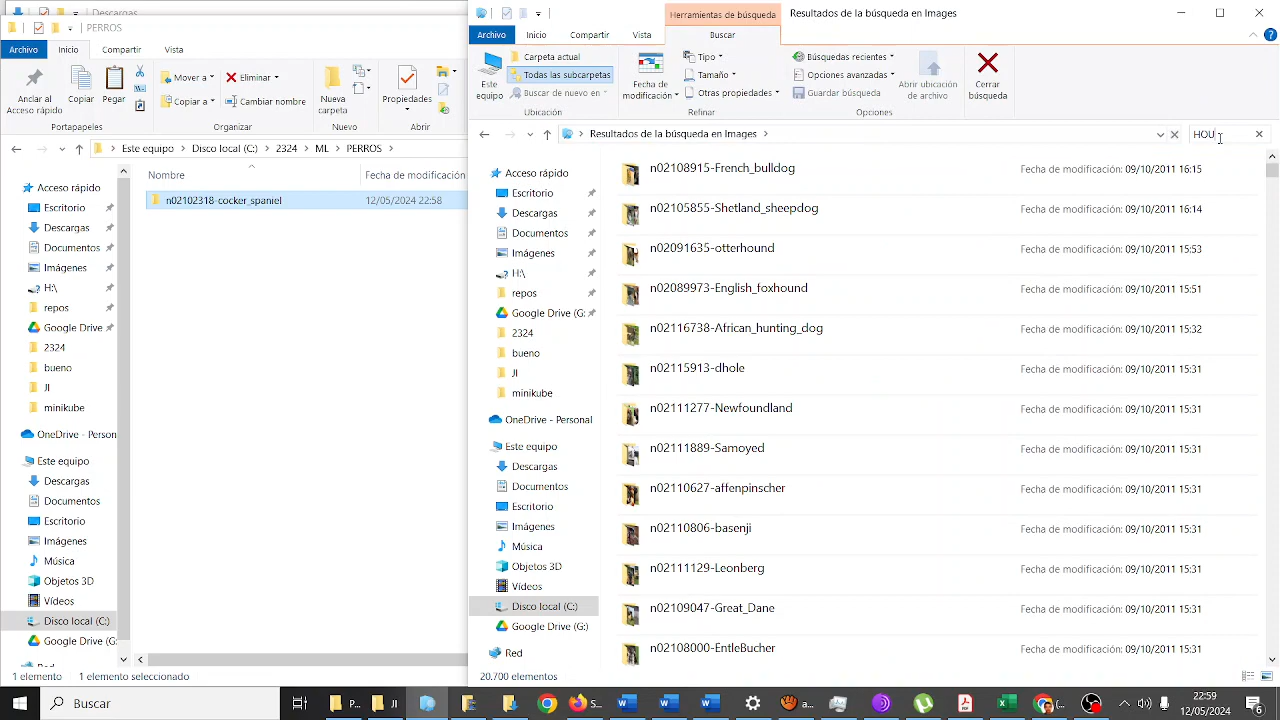 PERROS
Archivo
Inicio
Compartir
Vista
Anclar al
Acceso rápido
Copiar
Pegar
Mover a
Copiar a
Eliminar
Cambiar nombre
Nueva
carpeta
Propiedades
Portapapeles
Organizar
Nuevo
Abrir
Este equipo
Disco local (C:)
2324
ML
PERROS
Nombre
Fecha de modificación
n02102318-cocker_spaniel
12/05/2024 22:58
Acceso rápido
Escritorio
Descargas
Documentos
Imágenes
H:\
repos
Google Drive
2324
bueno
JI
minikube
OneDrive - Person
Este equipo
Descargas
Documentos
Escritorio
Imágenes
Música
Objetos 3D
Vídeos
Disco local (C:)
Google Drive (G:
Red
1 elemento
1 elemento seleccionado
Herramientas de búsqueda
Resultados de la búsqueda en Images
Archivo
Inicio
Compartir
Vista
Buscar
Este
equipo
Carpeta actual
Todas las subcarpetas
Buscar de nuevo en
Fecha de
modificación
Tipo
Tamaño
Otras propiedades
Búsquedas recientes
Opciones avanzadas
Guardar búsqueda
Abrir ubicación
de archivo
Cerrar
búsqueda
Ubicación
Refinar
Opciones
Resultados de la búsqueda en Images
HOU
Acceso rápido
Escritorio
Descargas
Documentos
Imágenes
H:\
repos
Google Drive (G:
2324
bueno
JI
minikube
OneDrive - Personal
Este equipo
Descargas
Documentos
Escritorio
Imágenes
Música
Objetos 3D
Vídeos
Disco local (C:)
Google Drive (G:)
Red
n02108915-French_bulldog
Fecha de modificación: 09/10/2011 16:15
n02105855-Shetland_sheepdog
Fecha de modificación: 09/10/2011 16:14
n02091635-otterhound
Fecha de modificación: 09/10/2011 15:53
n02089973-English_foxhound
Fecha de modificación: 09/10/2011 15:51
n02116738-African_hunting_dog
Fecha de modificación: 09/10/2011 15:32
n02115913-dhole
Fecha de modificación: 09/10/2011 15:31
n02111277-Newfoundland
Fecha de modificación: 09/10/2011 15:31
n02111889-Samoyed
Fecha de modificación: 09/10/2011 15:31
n02110627-affenpinscher
Fecha de modificación: 09/10/2011 15:31
n02110806-basenji
Fecha de modificación: 09/10/2011 15:31
n02111129-Leonberg
Fecha de modificación: 09/10/2011 15:31
n02109047-Great_Dane
Fecha de modificación: 09/10/2011 15:31
n02108000-EntleBucher
Fecha de modificación: 09/10/2011 15:31
20.700 elementos
Buscar
P...
JI
S...
a...
22:59
12/05/2024
6